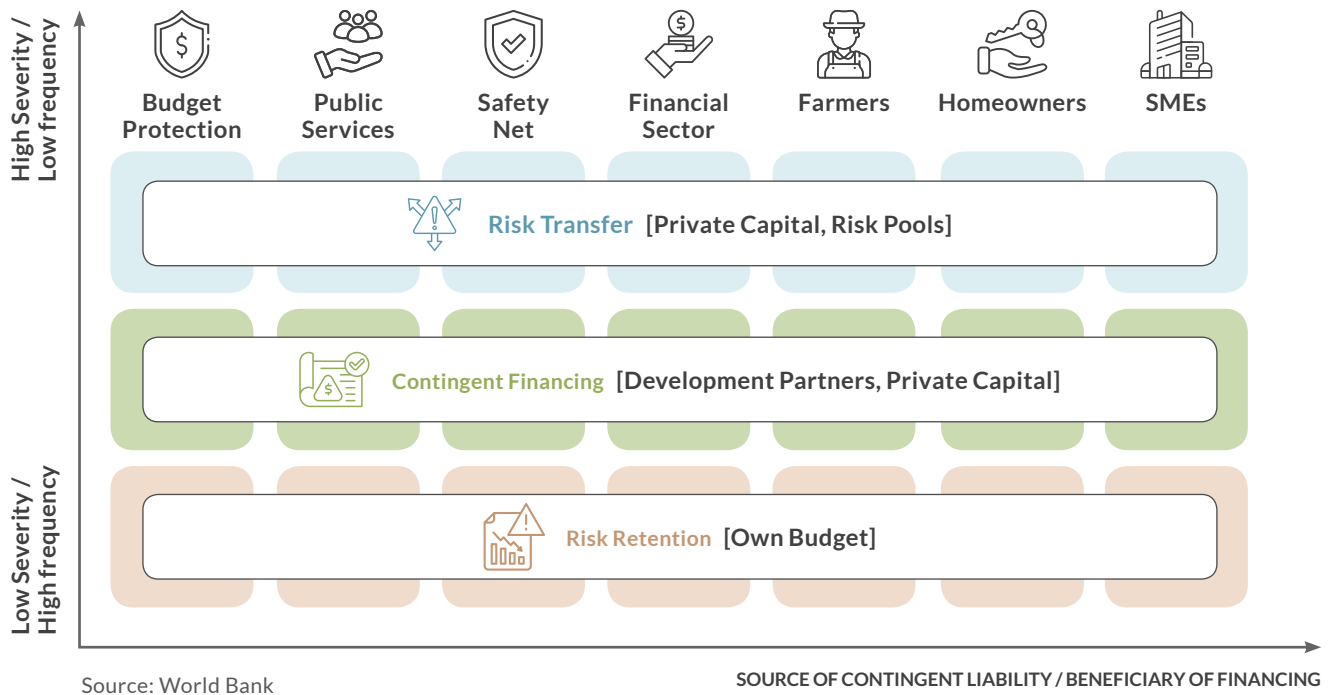 High Severity /
Low frequency
Budget
Protection
Public
Services
Safety
Net
Financial
Sector
Farmers
Homeowners
SMEs
Risk Transfer [Private Capital, Risk Pools]
Contingent Financing [Development Partners, Private Capital]
Low Severity /
High frequency
Risk Retention [Own Budget]
SOURCE OF CONTINGENT LIABILITY / BENEFICIARY OF FINANCING
Source: World Bank